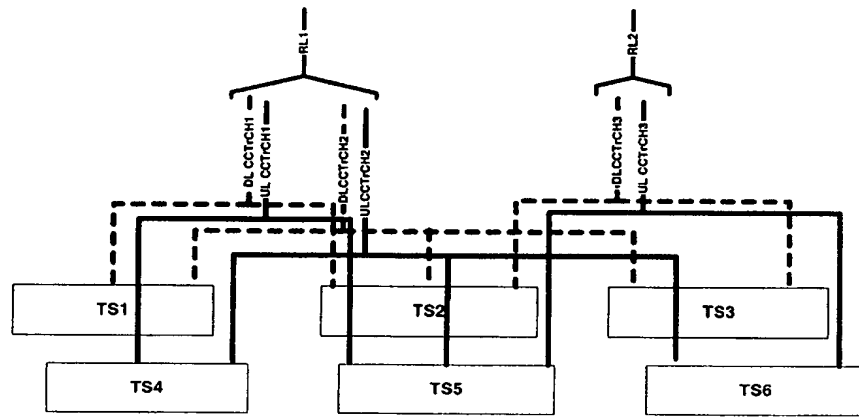 RL1
RL2
DL CCTrCH1
UL CCTrCH1
DLCCTrCH2
ULCCTrCH2
DLCCTrCH3
UL CCTrCH3
TS1
TS2
TS3
TS4
TS5
TS6